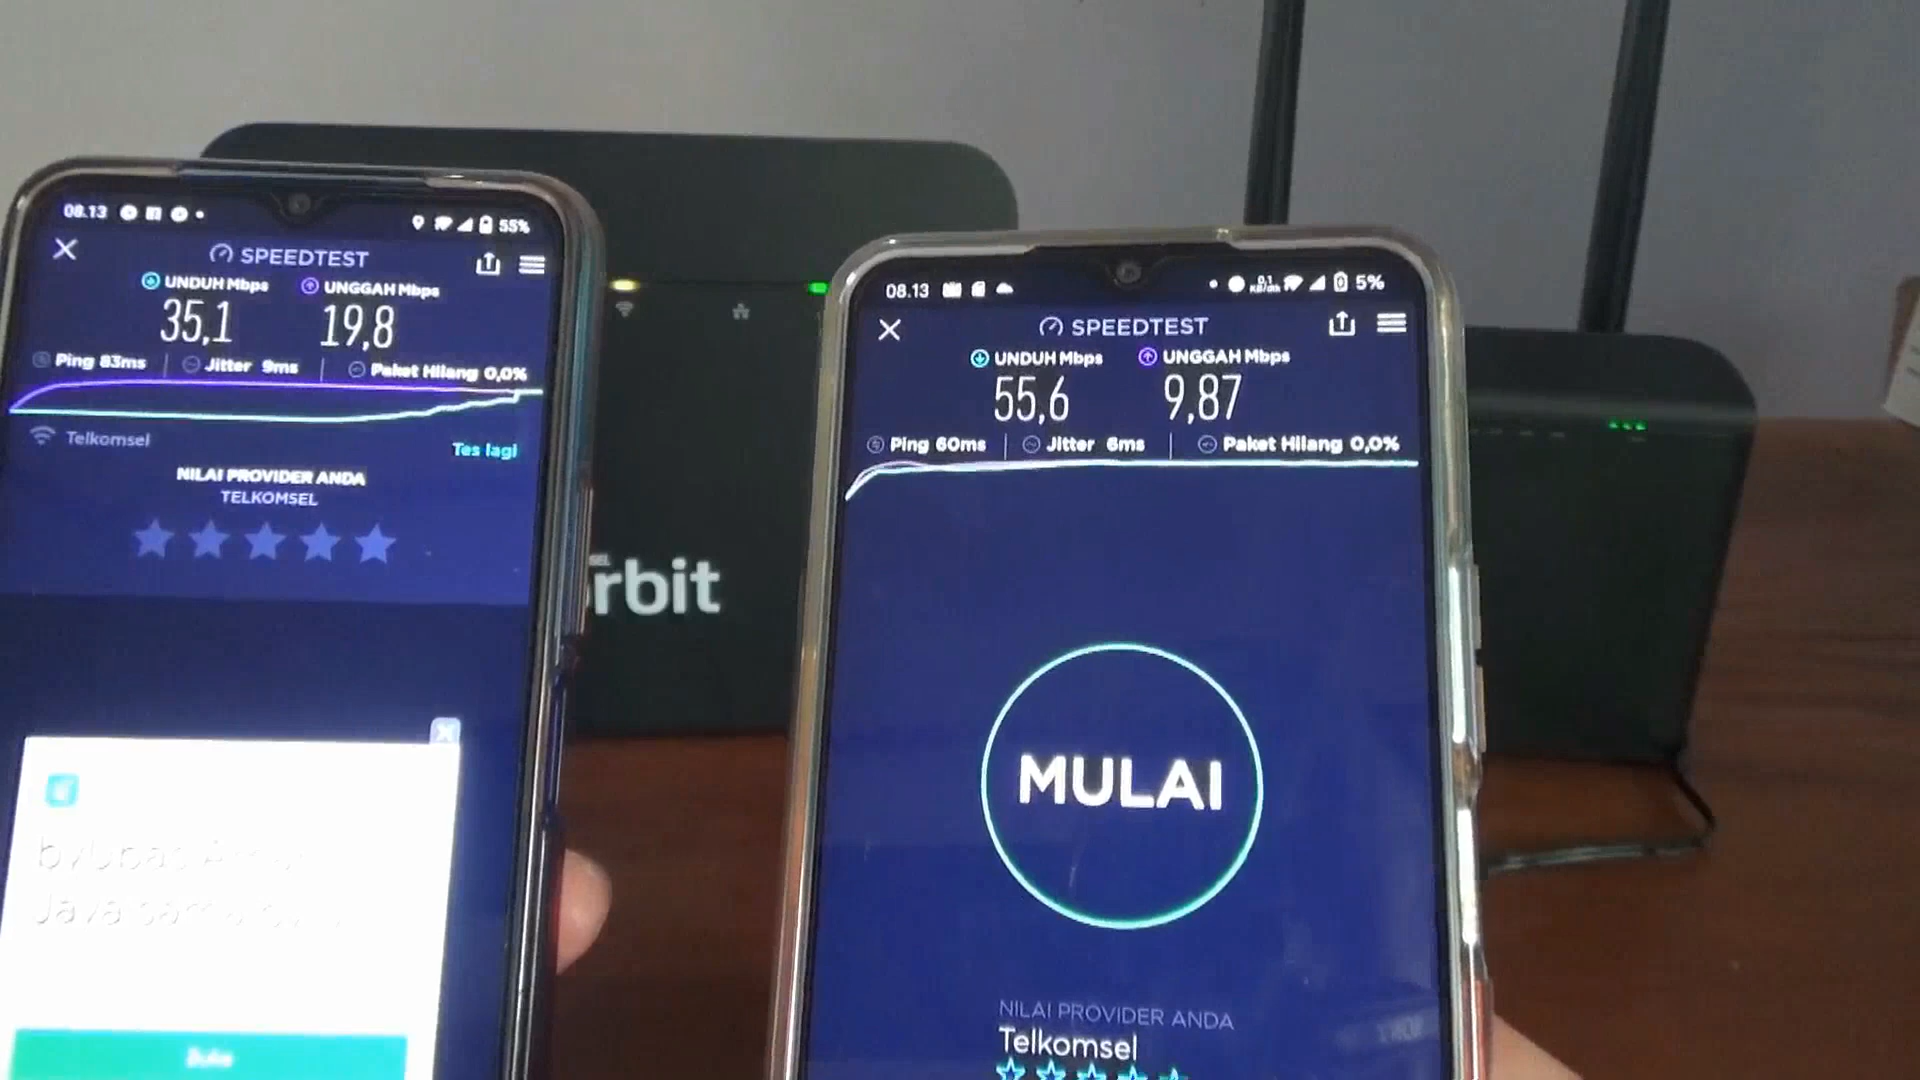 08.13
55%
SPEEDTEST
UNDUH Mbps
UNGGAH Mbps
35,1
19,8
Ping 83ms
Jitter 9ms
Paket Hilang 0,0%
Telkomsel
Tes lagi
NILAI PROVIDER ANDA
TELKOMSEL
rbit
08.13
0,1
5%
SPEEDTEST
UNDUH Mbps
UNGGAH Mbps
55,6
9,87
Ping 60ms
Jitter 6ms
Paket Hilang 0,0%
MULAI
NILAI PROVIDER ANDA
Telkomsel